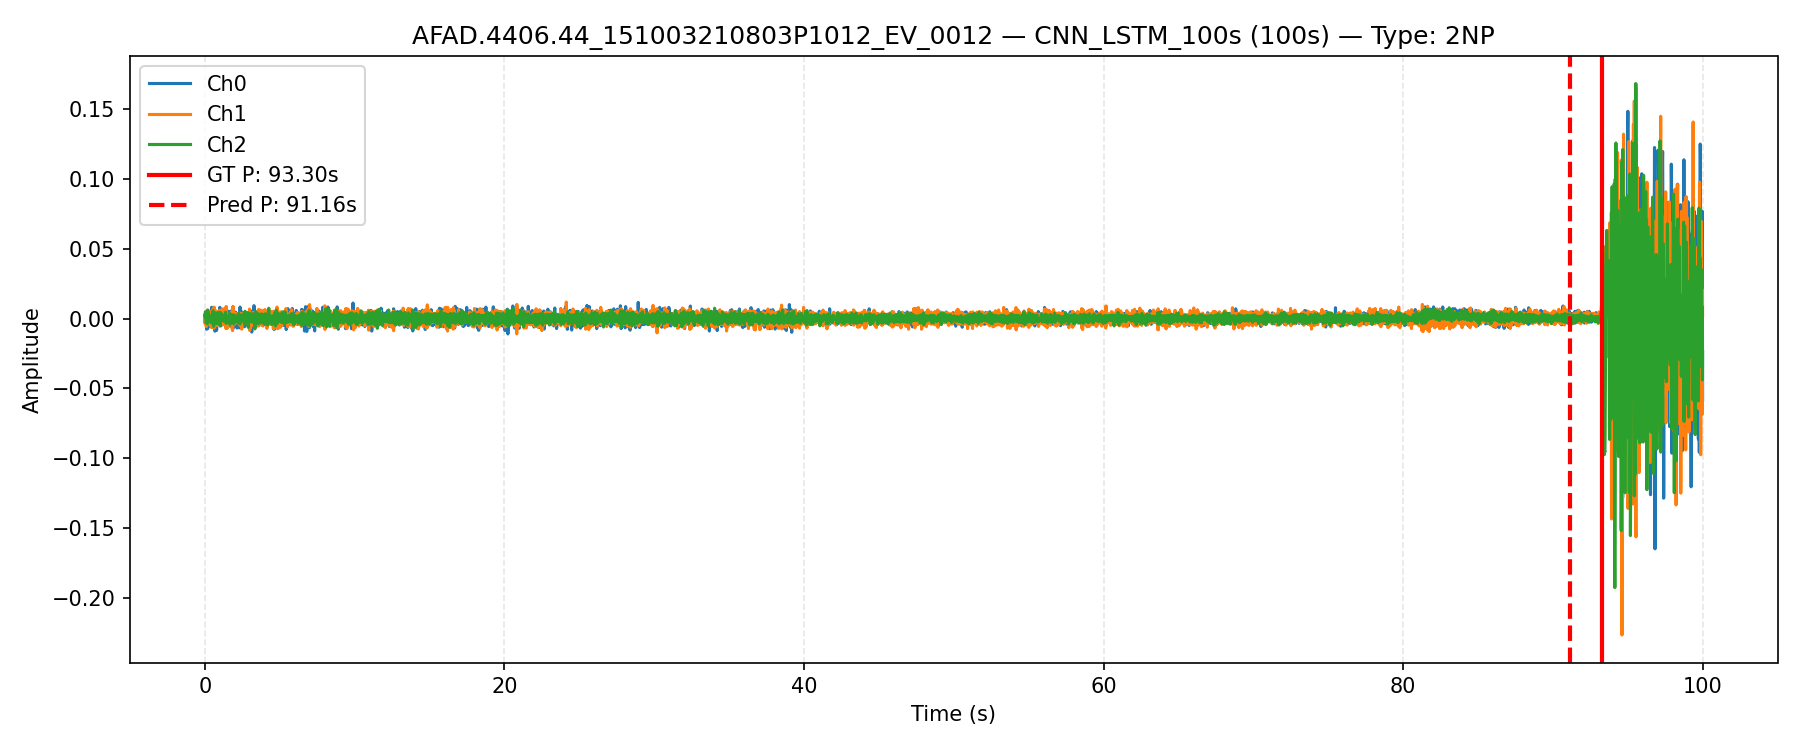 AFAD.4406.44_151003210803P1012_EV_0012 — CNN_LSTM_100s (100s) — Type: 2NP
Ch0
Ch1
Ch2
GT P: 93.30s
Pred P: 91.16s
0.15
0.10
0.05
0.00
−0.05
−0.10
−0.15
−0.20
Amplitude
0 20 40 60 80 100
Time (s)